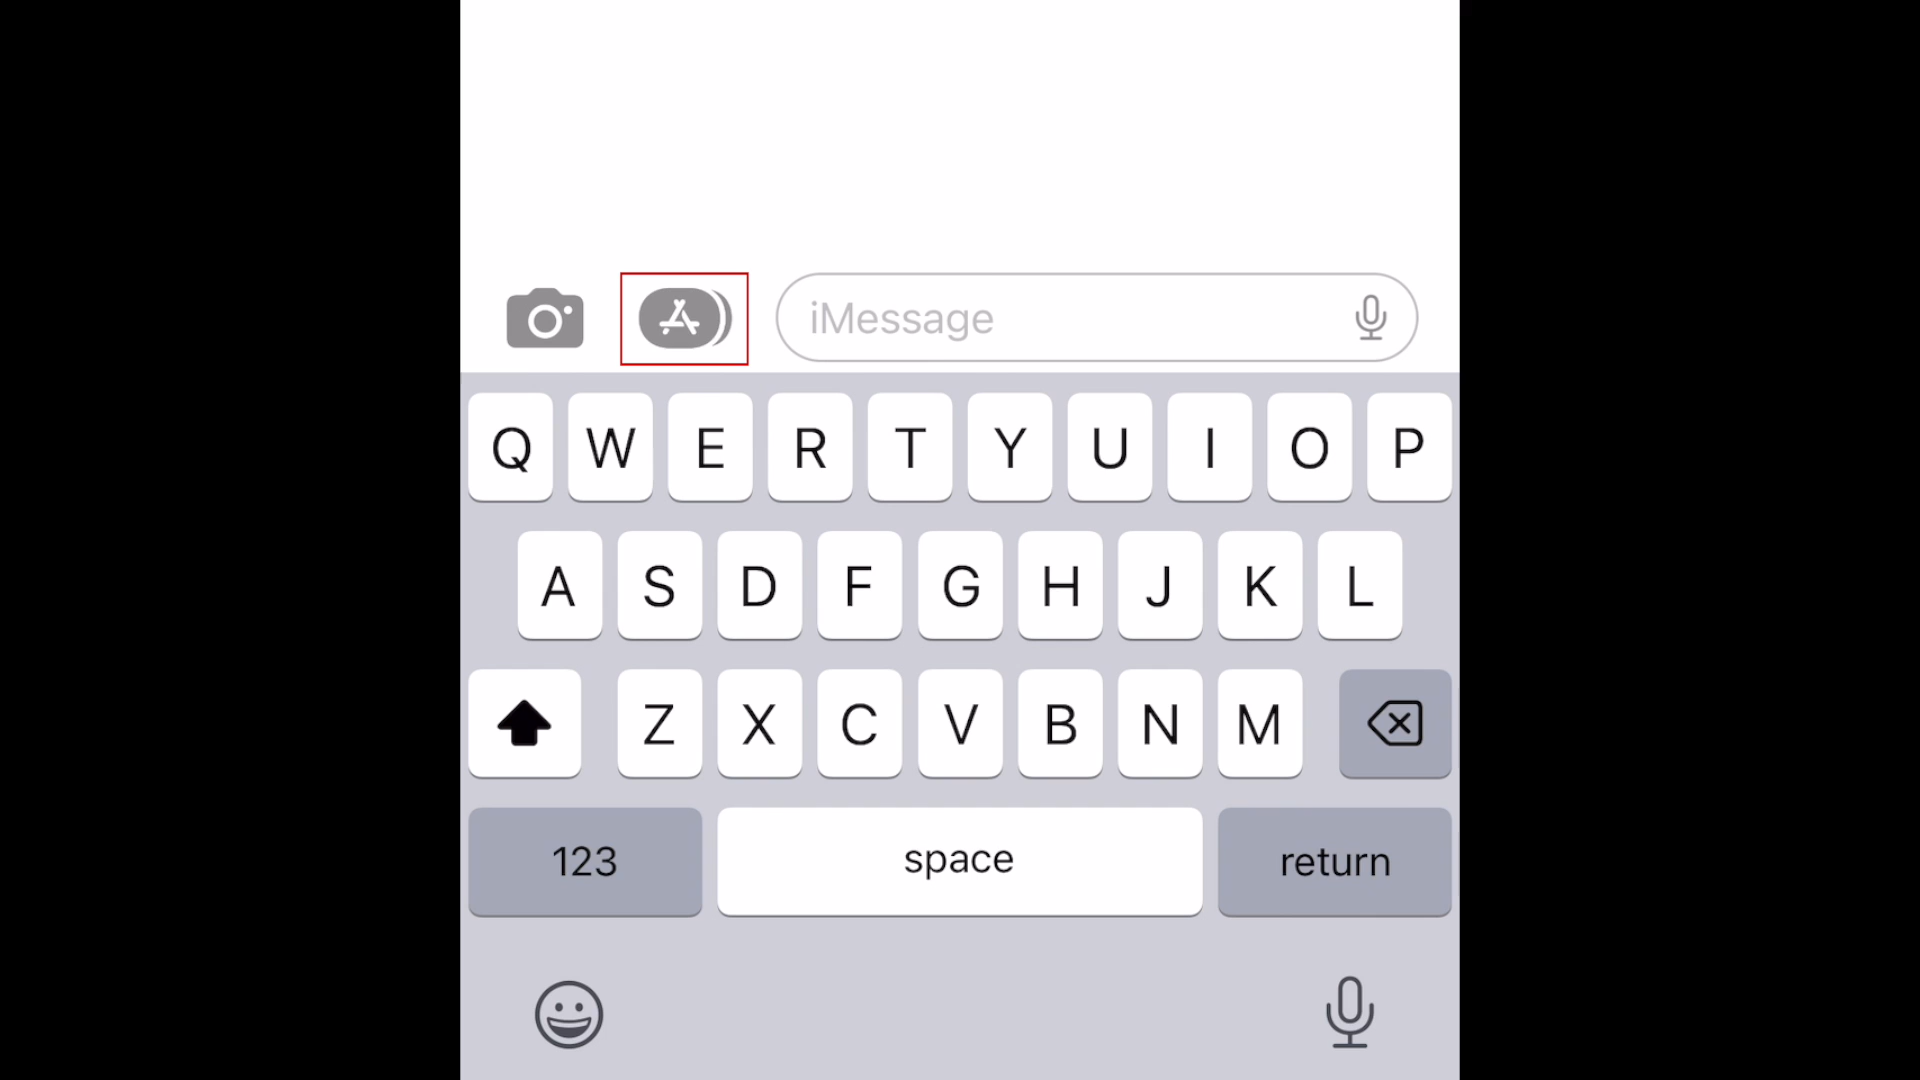 iMessage
Q W E R T Y U I O P
A S D F G H J K L
Z X C V B N M
123 space return